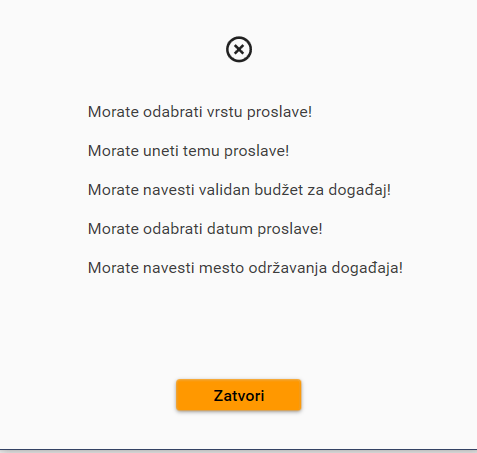 Morate odabrati vrstu proslave!
Morate uneti temu proslave!
Morate navesti validan budžet za događaj!
Morate odabrati datum proslave!
Morate navesti mesto održavanja događaja!
Zatvori